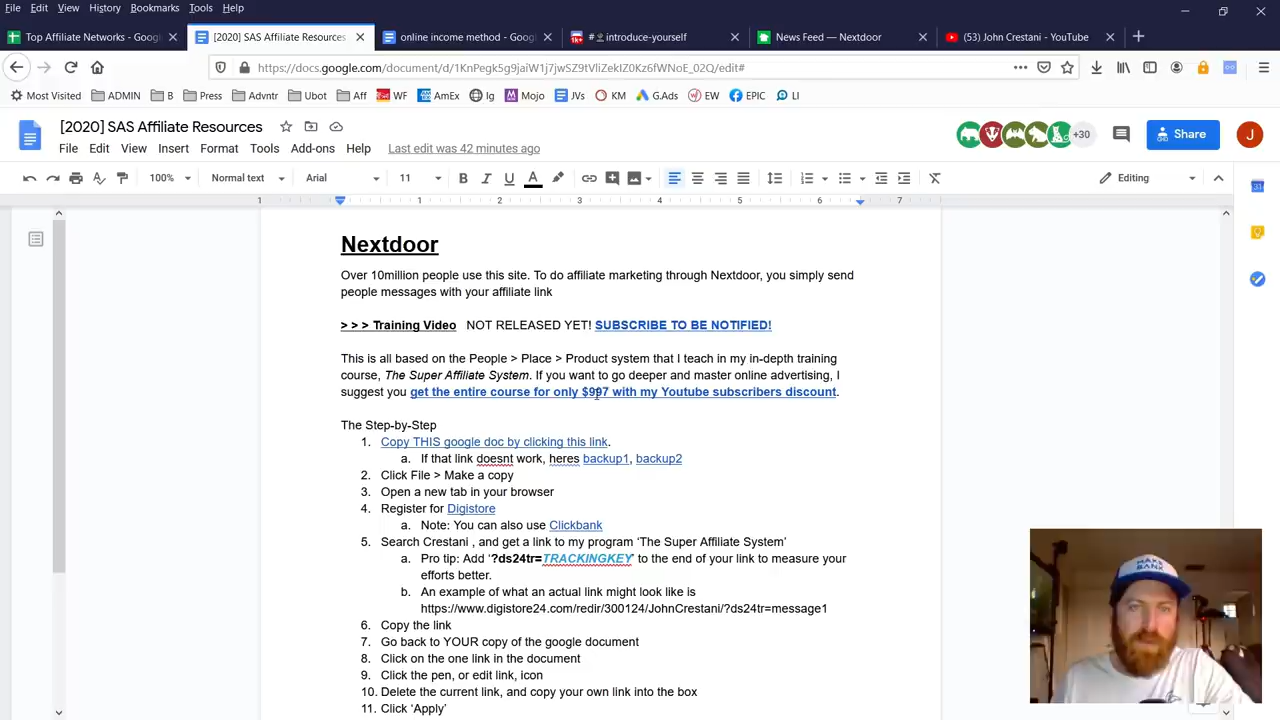 File Edit View History Bookmarks Tools Help
Top Affiliate Networks - Goog
[2020] SAS Affiliate Resources
online income method - Googl
#introduce-yourself
News Feed — Nextdoor
(53) John Crestani - YouTube
https://docs.google.com/document/d/1KnPegk5g9jaiW1j7jwSZ9tVliZekIZ0Kz6fWNoE_02Q/edit#
Most Visited ADMIN B Press Advntr Ubot Aff WF AmEx Ig Mojo JVs KM G.Ads EW EPIC LI
[2020] SAS Affiliate Resources
File Edit View Insert Format Tools Add-ons Help Last edit was 42 minutes ago
+30
Share
J
100% Normal text Arial 11 B I U A Editing
1 1 2 3 4 5 6 7
Nextdoor
Over 10million people use this site. To do affiliate marketing through Nextdoor, you simply send
people messages with your affiliate link
> > > Training Video NOT RELEASED YET! SUBSCRIBE TO BE NOTIFIED!
This is all based on the People > Place > Product system that I teach in my in-depth training
course, The Super Affiliate System. If you want to go deeper and master online advertising, I
suggest you get the entire course for only $997 with my Youtube subscribers discount.
The Step-by-Step
1. Copy THIS google doc by clicking this link.
a. If that link doesnt work, heres backup1, backup2
2. Click File > Make a copy
3. Open a new tab in your browser
4. Register for Digistore
a. Note: You can also use Clickbank
5. Search Crestani , and get a link to my program ‘The Super Affiliate System’
a. Pro tip: Add ‘?ds24tr=TRACKINGKEY’ to the end of your link to measure your
efforts better.
b. An example of what an actual link might look like is
https://www.digistore24.com/redir/300124/JohnCrestani/?ds24tr=message1
6. Copy the link
7. Go back to YOUR copy of the google document
8. Click on the one link in the document
9. Click the pen, or edit link, icon
10. Delete the current link, and copy your own link into the box
11. Click ‘Apply’
MAKE
BANK